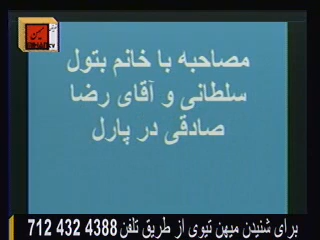 مصاحبه با خانم بتول
سلطانی و آقای رضا
صادقی در پارل
برای شنیدن میهن تیوی از طریق تلفن 4388 432 712